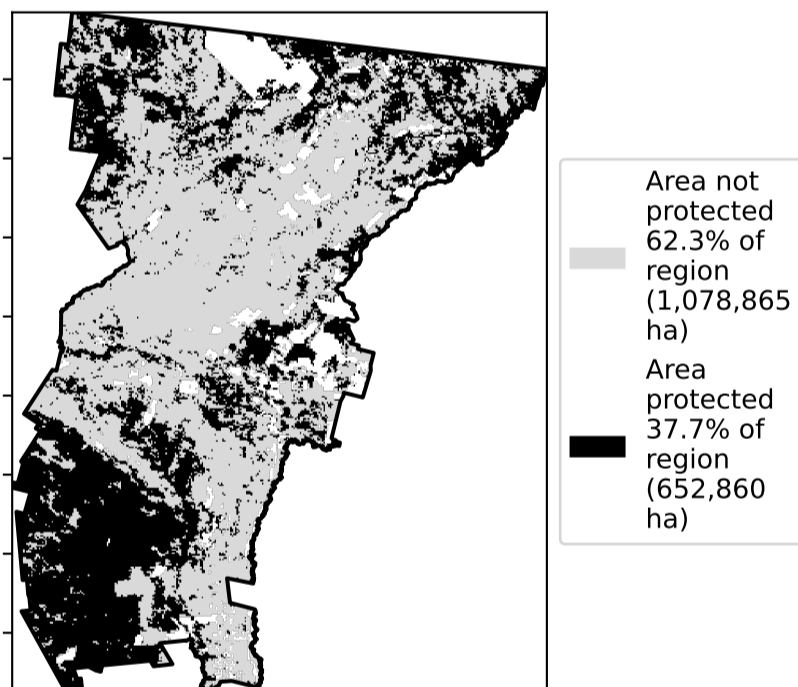 Area not
protected
62.3% of
region
(1,078,865
ha)
Area
protected
37.7% of
region
(652,860
ha)